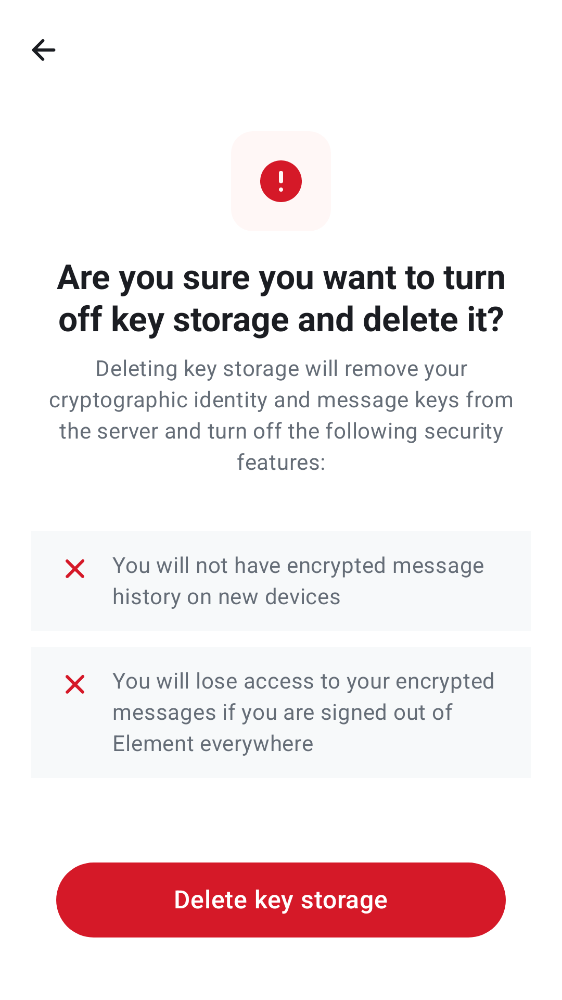 Are you sure you want to turn
off key storage and delete it?
Deleting key storage will remove your
cryptographic identity and message keys from
the server and turn off the following security
features:
You will not have encrypted message
history on new devices
You will lose access to your encrypted
messages if you are signed out of
Element everywhere
Delete key storage